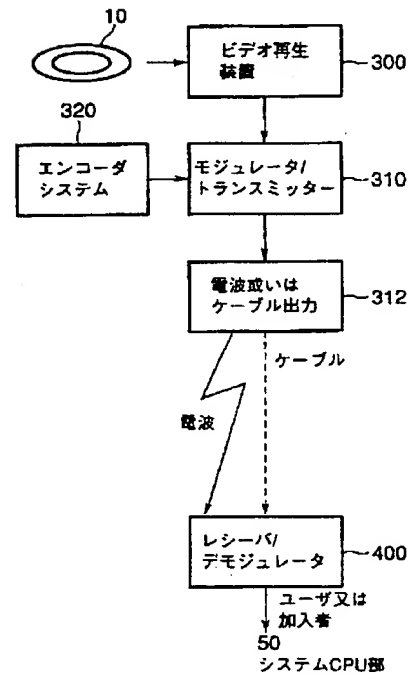 10
ビデオ再生
装置
300
320
エンコーダ
システム
モジュレータ/
トランスミッター
310
電波或いは
ケーブル出力
312
ケーブル
電波
レシーバ/
デモジュレータ
400
ユーザ又は
加入者
50
システムCPU部